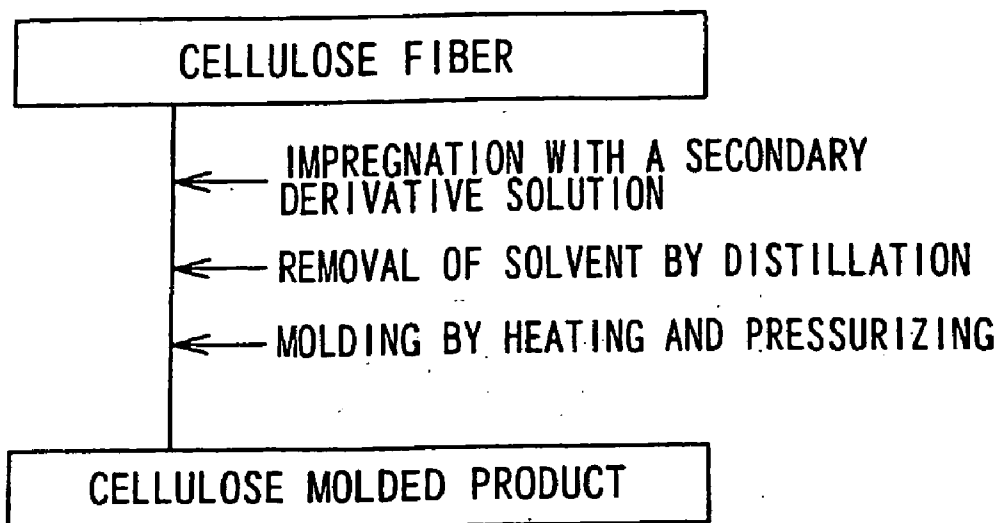 CELLULOSE FIBER
IMPREGNATION WITH A SECONDARY
DERIVATIVE SOLUTION
REMOVAL OF SOLVENT BY DISTILLATION
MOLDING BY HEATING AND PRESSURIZING
CELLULOSE MOLDED PRODUCT